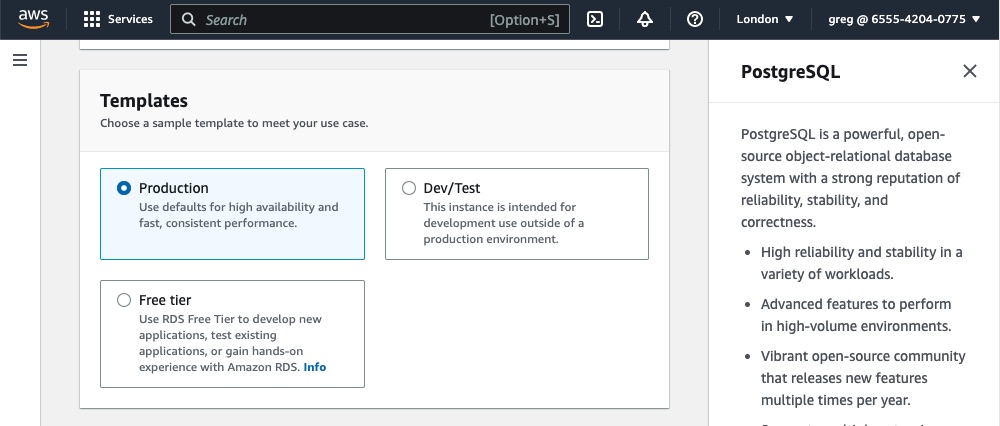 aws
Services
Search
[Option+S]
London
greg @ 6555-4204-0775
Templates
Choose a sample template to meet your use case.
Production
Use defaults for high availability and
fast, consistent performance.
Dev/Test
This instance is intended for
development use outside of a
production environment.
Free tier
Use RDS Free Tier to develop new
applications, test existing
applications, or gain hands-on
experience with Amazon RDS. Info
PostgreSQL
PostgreSQL is a powerful, open-
source object-relational database
system with a strong reputation of
reliability, stability, and
correctness.
• High reliability and stability in a
variety of workloads.
• Advanced features to perform
in high-volume environments.
• Vibrant open-source community
that releases new features
multiple times per year.